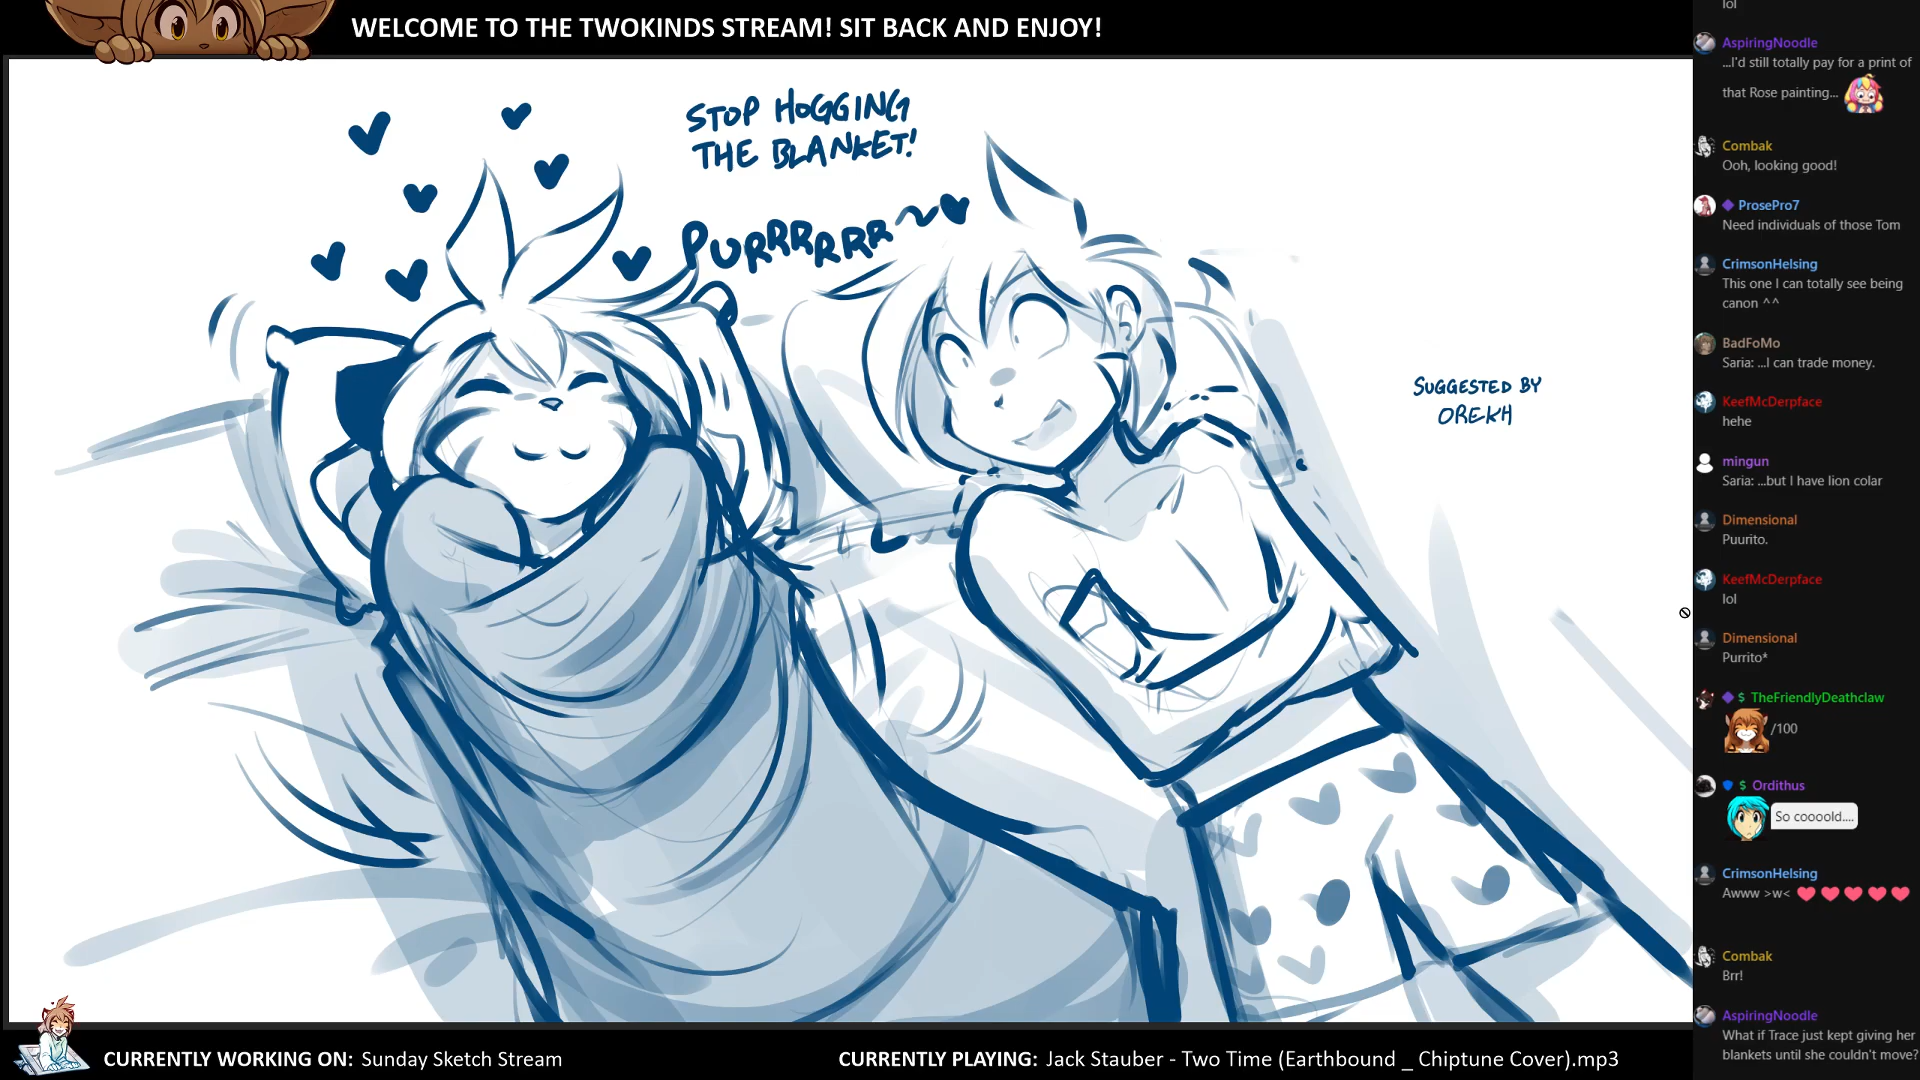 WELCOME TO THE TWOKINDS STREAM! SIT BACK AND ENJOY!
STOP HOGGING
THE BLANKET!
PURRRRRR~
SUGGESTED BY
OREKH
lol
AspiringNoodle
...I'd still totally pay for a print of
that Rose painting...
Combak
Ooh, looking good!
ProsePro7
Need individuals of those Tom
CrimsonHelsing
This one I can totally see being
canon ^^
BadFoMo
Saria: ...I can trade money.
KeefMcDerpface
hehe
mingun
Saria: ...but I have lion colar
Dimensional
Puurito.
KeefMcDerpface
lol
Dimensional
Purrito*
$ TheFriendlyDeathclaw
/100
$ Ordithus
So coooold....
CrimsonHelsing
Awww >w<
Combak
Brr!
AspiringNoodle
What if Trace just kept giving her
blankets until she couldn't move?
CURRENTLY WORKING ON: Sunday Sketch Stream
CURRENTLY PLAYING: Jack Stauber - Two Time (Earthbound _ Chiptune Cover).mp3